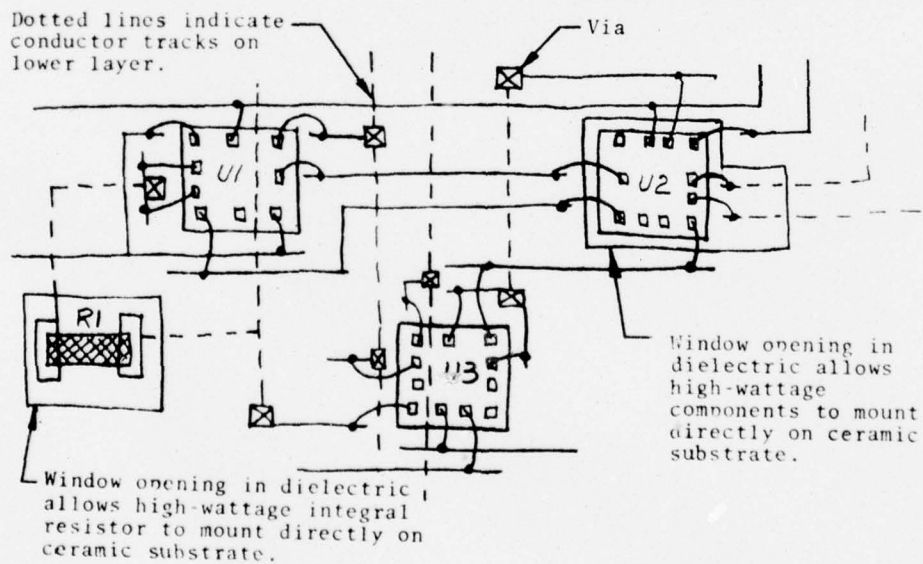 Dotted lines indicate
conductor tracks on
lower layer.
Via
U1
U2
R1
U3
Window opening in
dielectric allows
high-wattage
components to mount
directly on ceramic
substrate.
Window opening in dielectric
allows high-wattage integral
resistor to mount directly on
ceramic substrate.